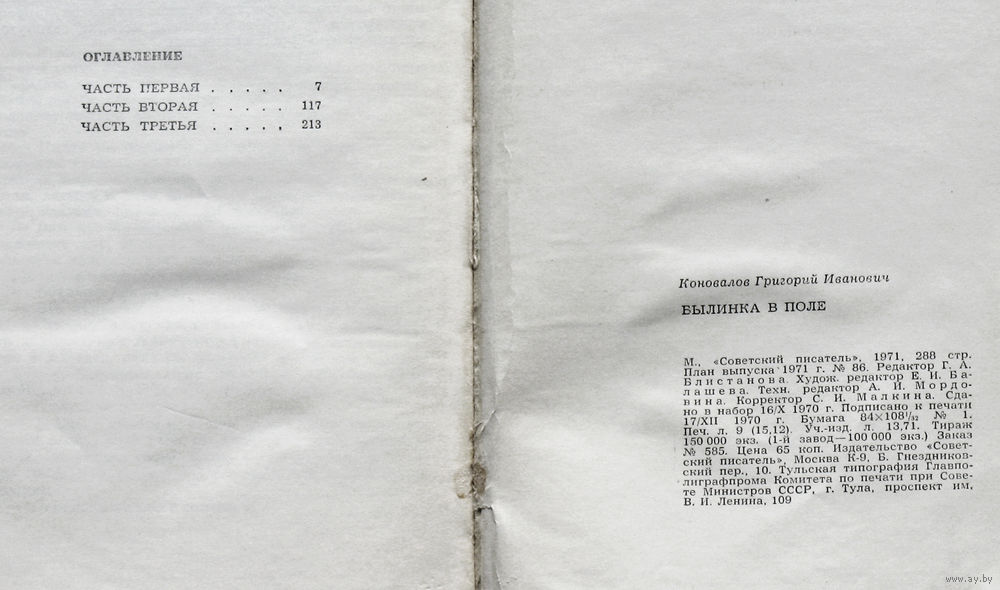 ОГЛАВЛЕНИЕ
ЧАСТЬ ПЕРВАЯ . . . . . 7
ЧАСТЬ ВТОРАЯ . . . . . 117
ЧАСТЬ ТРЕТЬЯ . . . . . 213
Коновалов Григорий Иванович
БЫЛИНКА В ПОЛЕ
М., «Советский писатель», 1971, 288 стр.
План выпуска 1971 г. № 86. Редактор Г. А.
Блистанова. Худож. редактор Е. И. Ба-
лашева. Техн. редактор А. И. Мордо-
вина. Корректор С. И. Малкина. Сда-
но в набор 16/X 1970 г. Подписано к печати
17/XII 1970 г. Бумага 84×108¹/₃₂ № 1.
Печ. л. 9 (15,12). Уч.-изд. л. 13,71. Тираж
150 000 экз. (1-й завод—100 000 экз.) Заказ
№ 585. Цена 65 коп. Издательство «Совет-
ский писатель», Москва К-9, Б. Гнездников-
ский пер., 10. Тульская типография Главпо-
лиграфпрома Комитета по печати при Сове-
те Министров СССР, г. Тула, проспект им.
В. И. Ленина, 109
www.ay.by